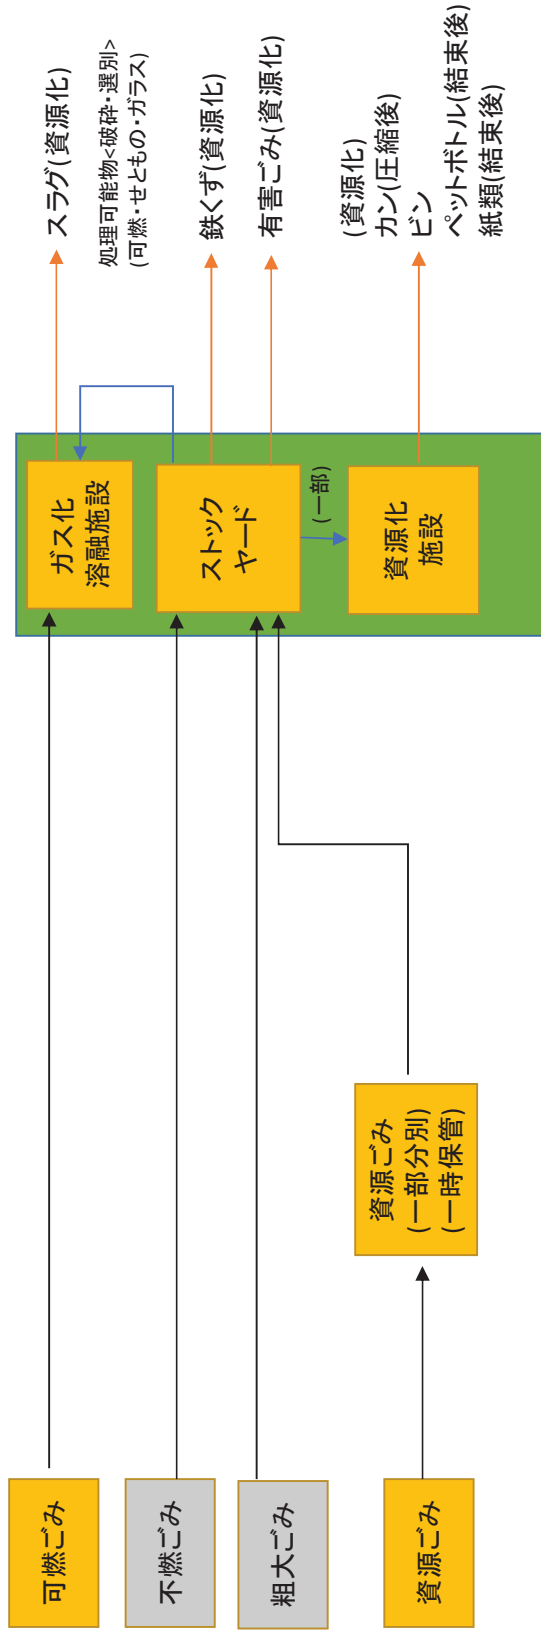 可燃ごみ
不燃ごみ
粗大ごみ
資源ごみ
資源ごみ
(一部分別)
(一時保管)
ガス化
溶融施設
ストック
ヤード
(一部)
資源化
施設
スラグ(資源化)
処理可能物<破砕・選別>
(可燃・せともの・ガラス)
鉄くず(資源化)
有害ごみ(資源化)
(資源化)
カン(圧縮後)
ビン
ペットボトル(結束後)
紙類(結束後)